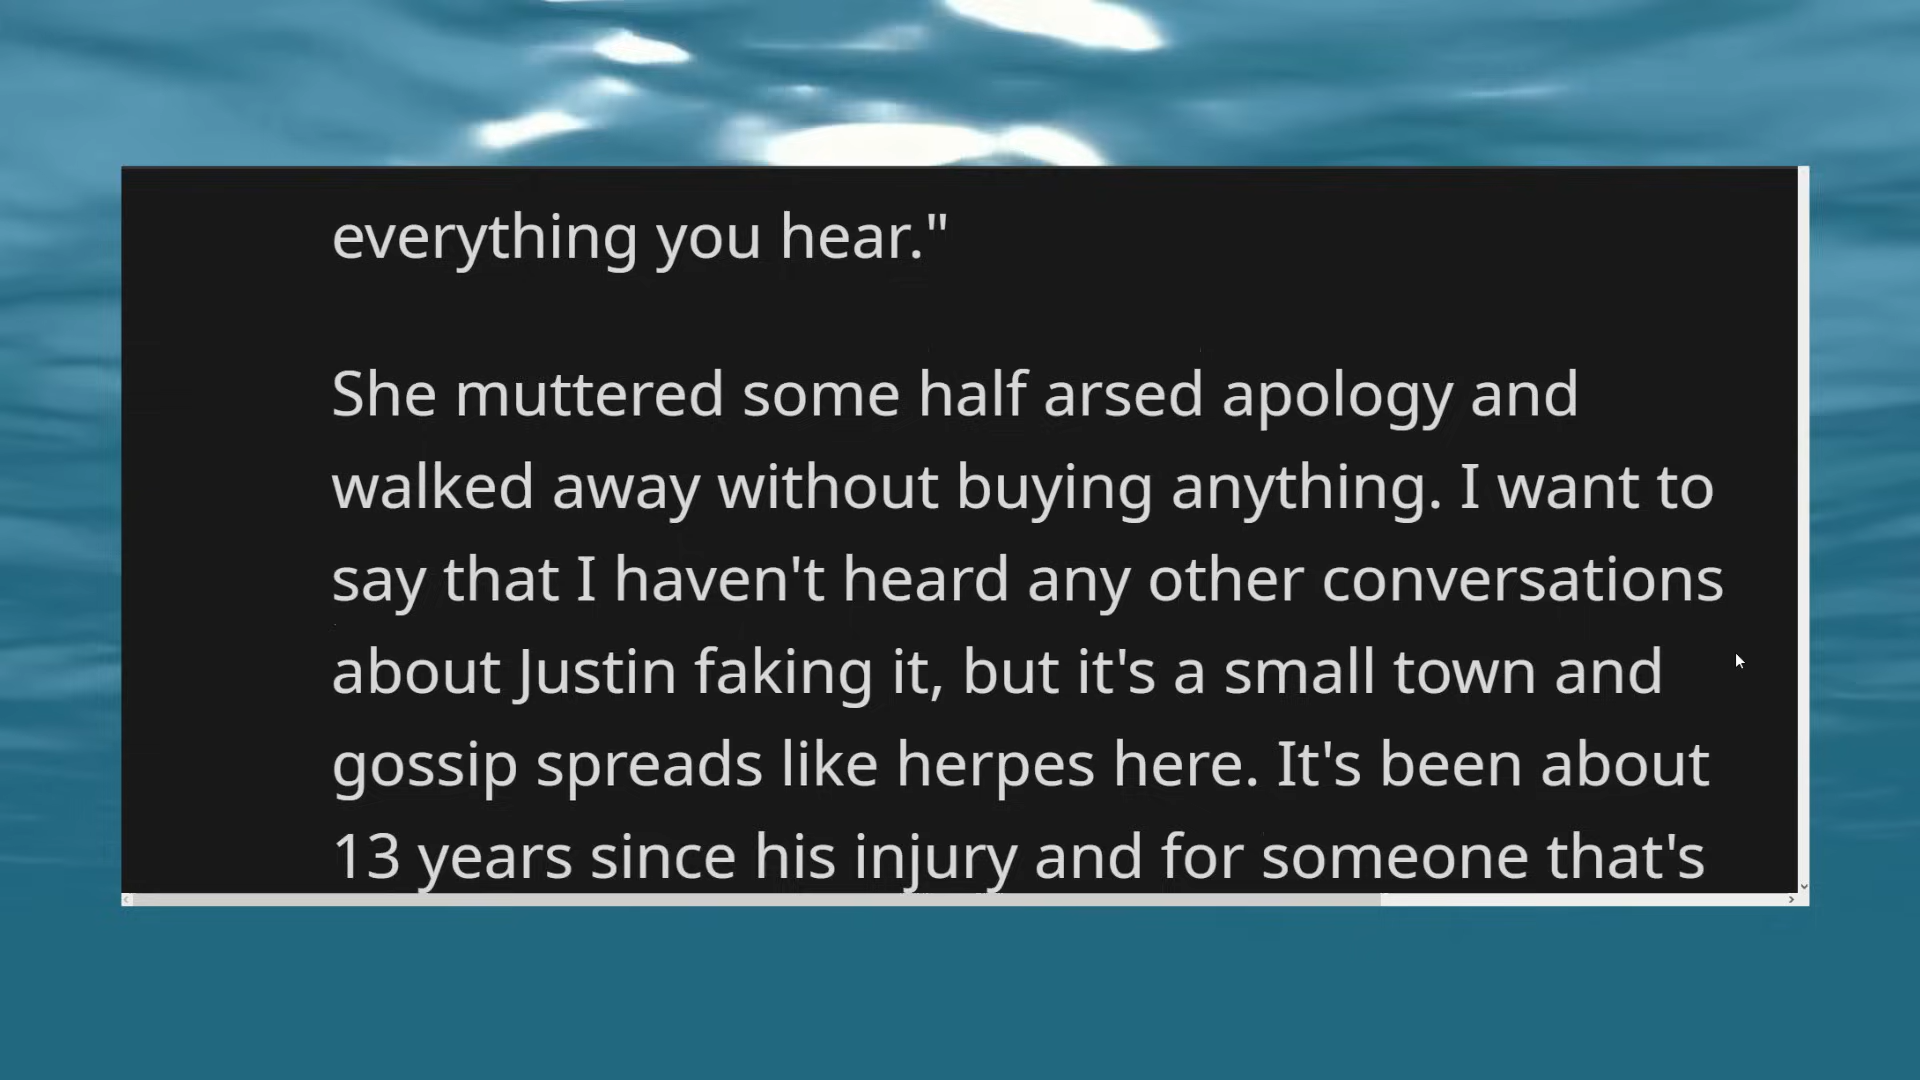 everything you hear."
She muttered some half arsed apology and
walked away without buying anything. I want to
say that I haven't heard any other conversations
about Justin faking it, but it's a small town and
gossip spreads like herpes here. It's been about
13 years since his injury and for someone that's